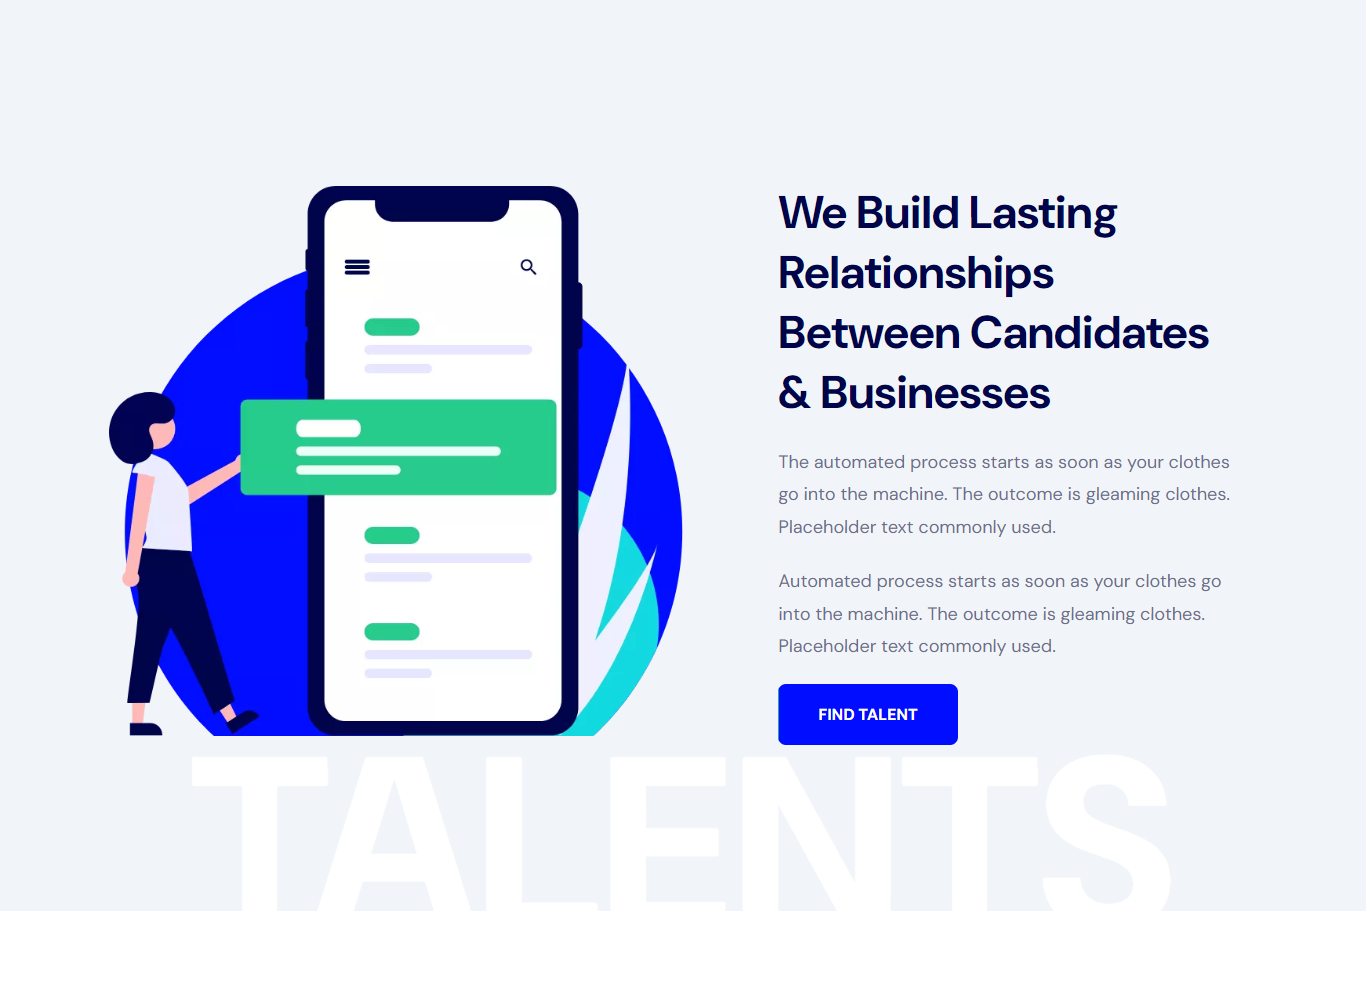 We Build Lasting
Relationships
Between Candidates
& Businesses
The automated process starts as soon as your clothes
go into the machine. The outcome is gleaming clothes.
Placeholder text commonly used.
Automated process starts as soon as your clothes go
into the machine. The outcome is gleaming clothes.
Placeholder text commonly used.
FIND TALENT
TALENTS